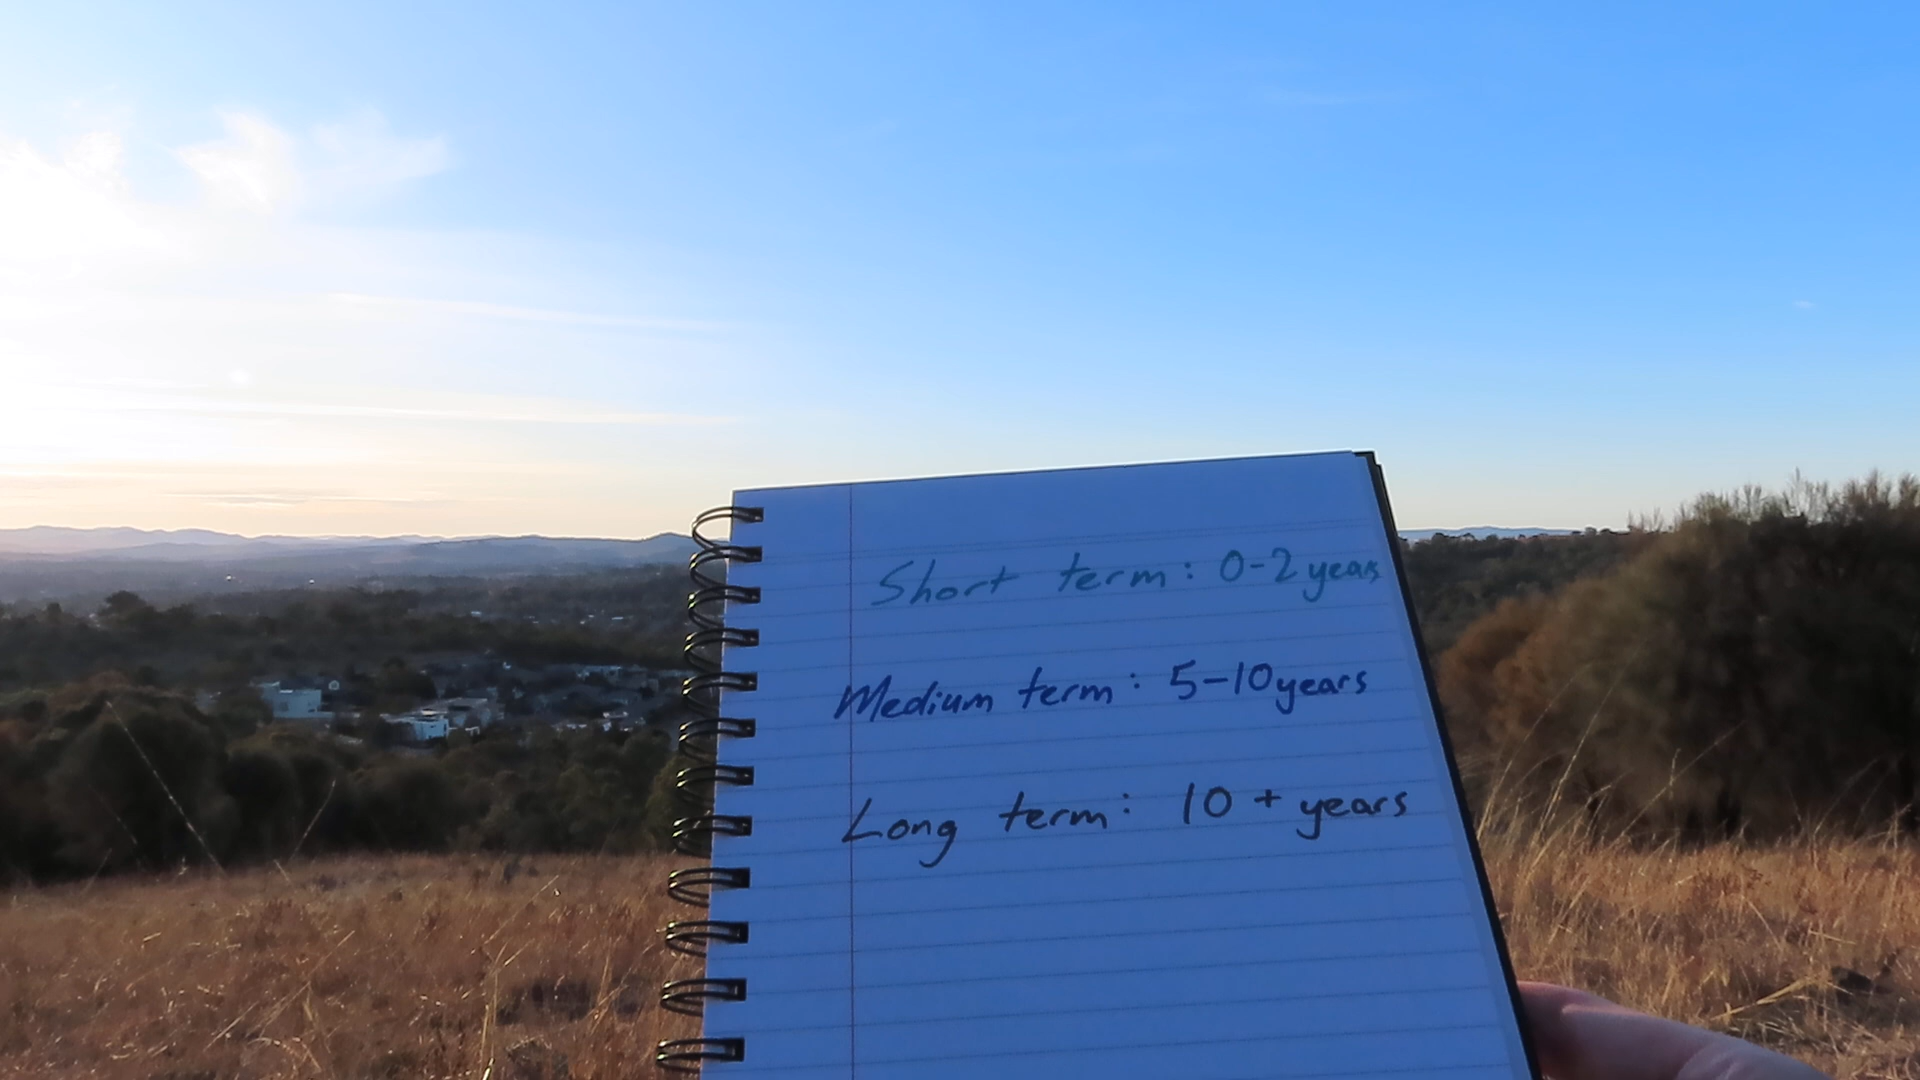 Short term: 0-2 years
Medium term: 5-10 years
Long term: 10+ years